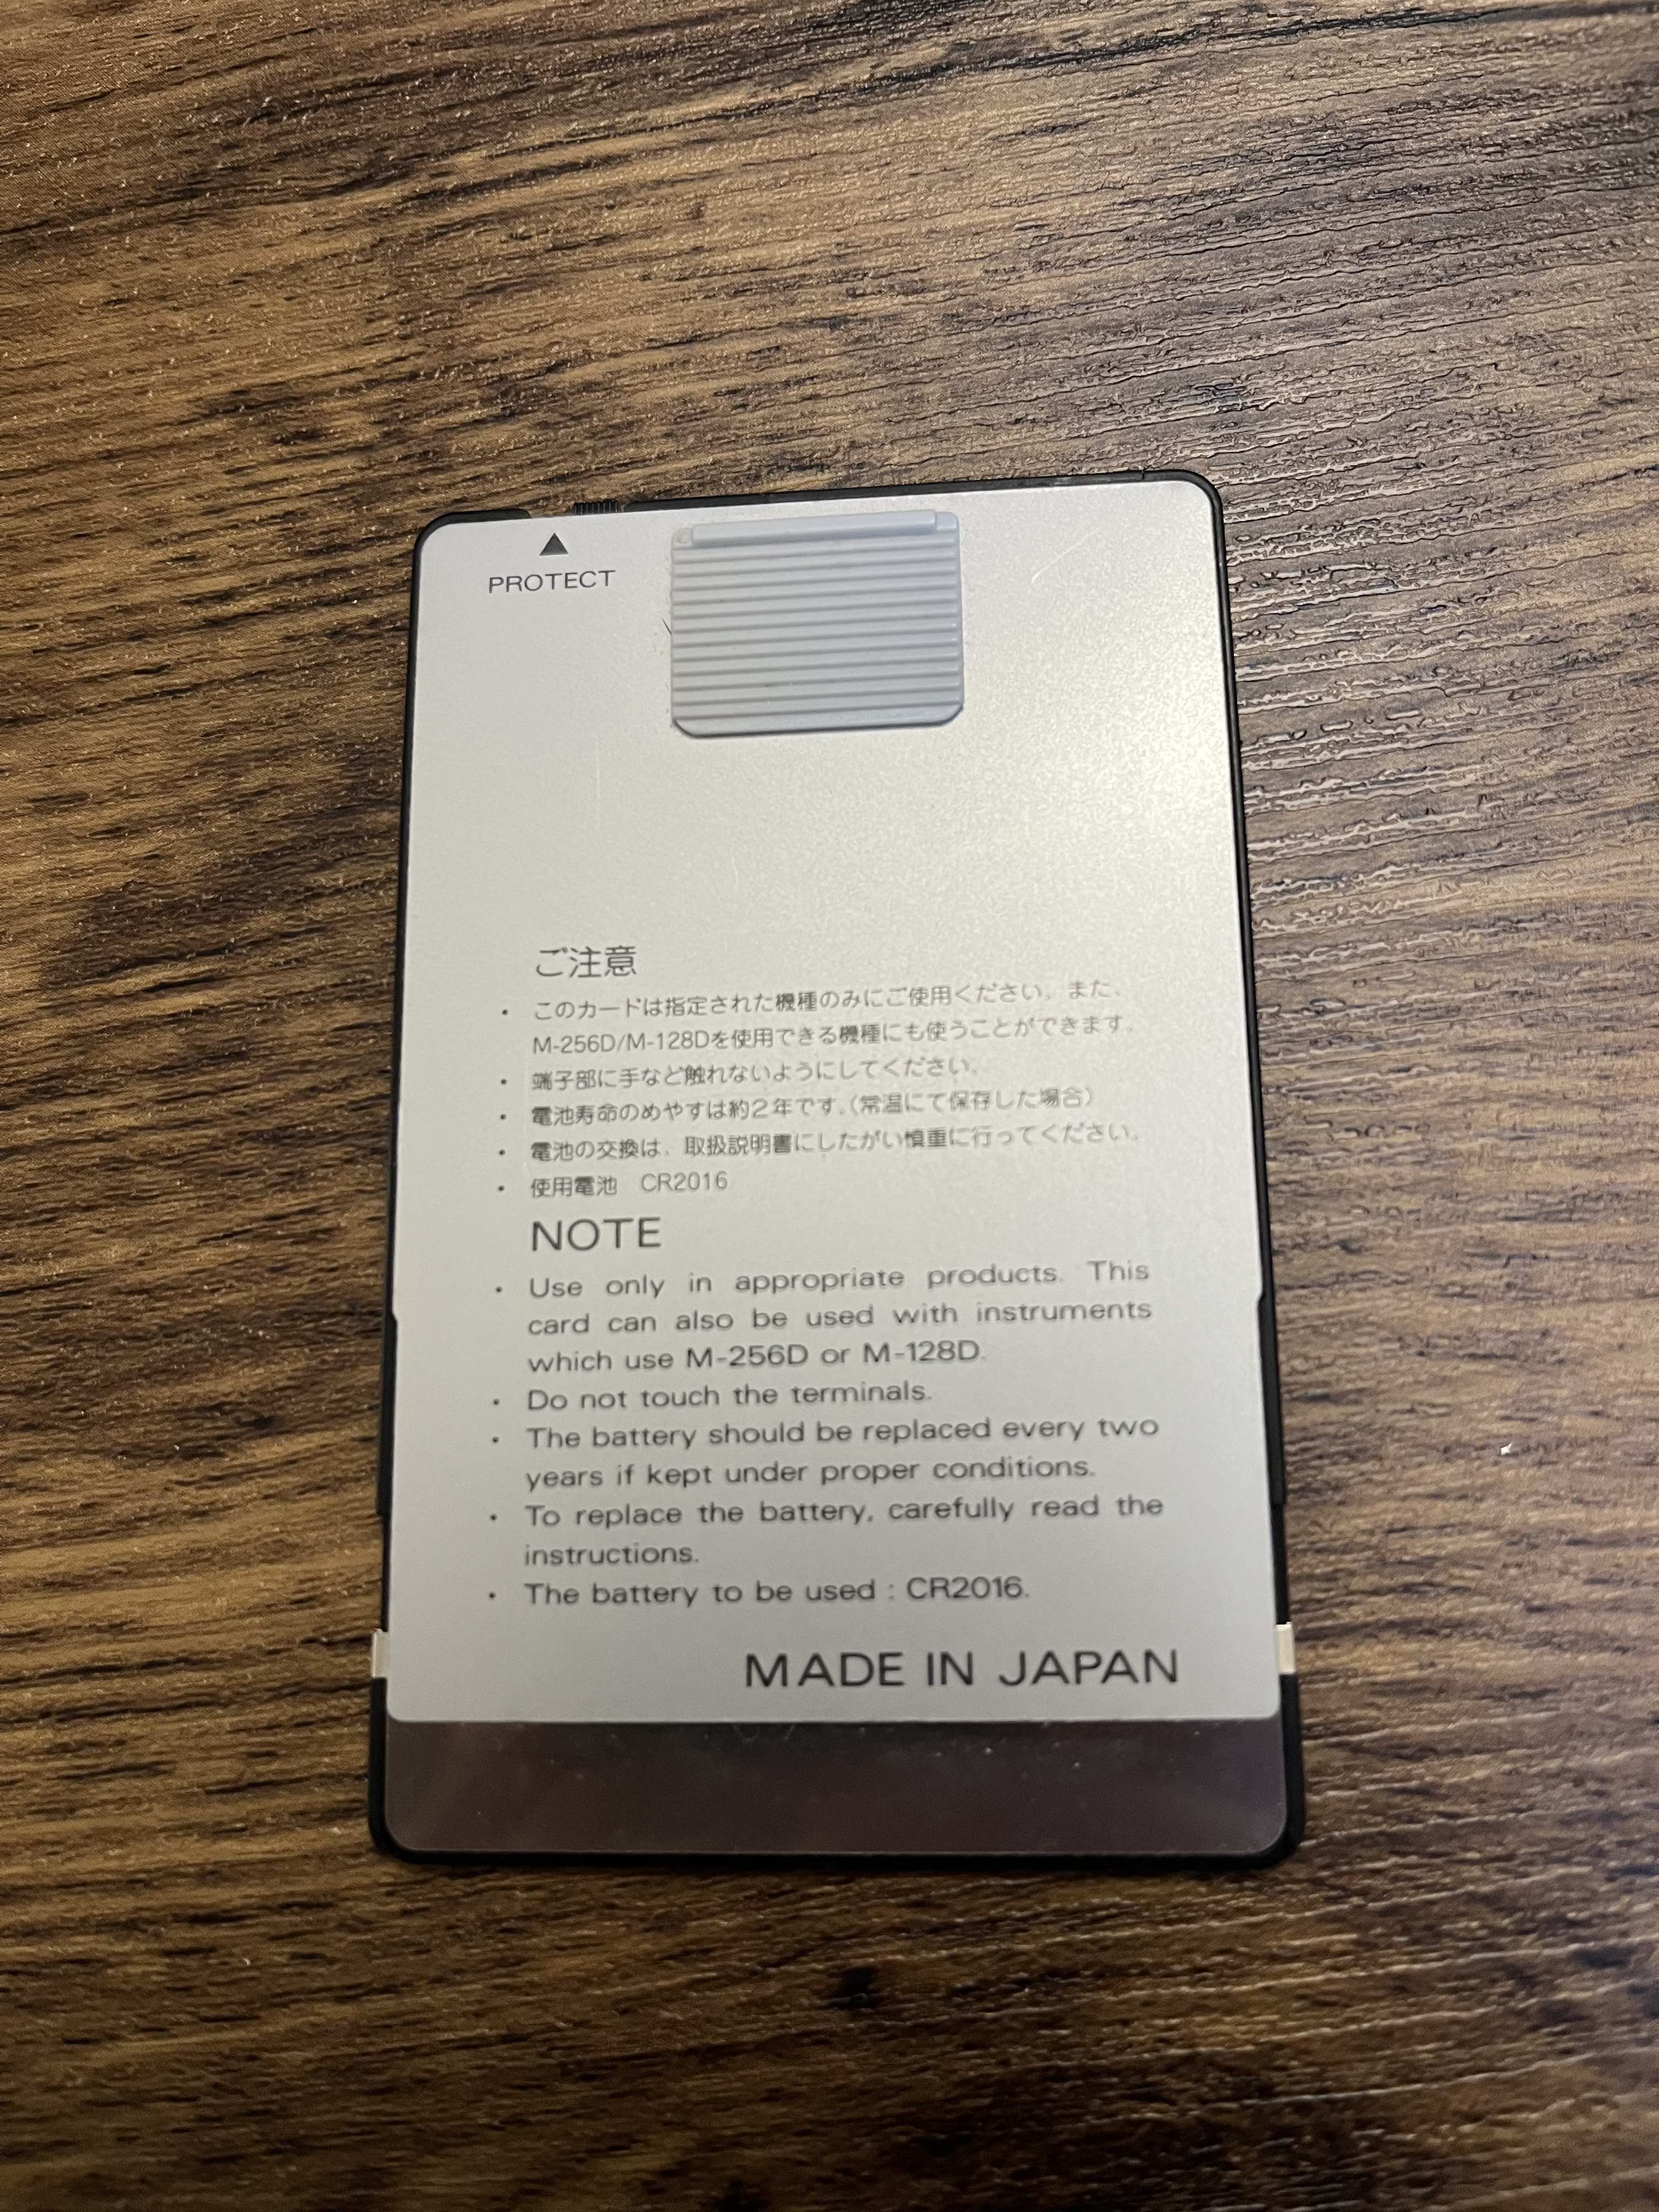 ▲
PROTECT
ご注意
・ このカードは指定された機種のみにご使用ください。また、
M-256D/M-128Dを使用できる機種にも使うことができます。
・ 端子部に手など触れないようにしてください。
・ 電池寿命のめやすは約2年です。(常温にて保存した場合)
・ 電池の交換は、取扱説明書にしたがい慎重に行ってください。
・ 使用電池 CR2016
NOTE
・ Use only in appropriate products. This
card can also be used with instruments
which use M-256D or M-128D.
・ Do not touch the terminals.
・ The battery should be replaced every two
years if kept under proper conditions.
・ To replace the battery, carefully read the
instructions.
・ The battery to be used : CR2016.
MADE IN JAPAN